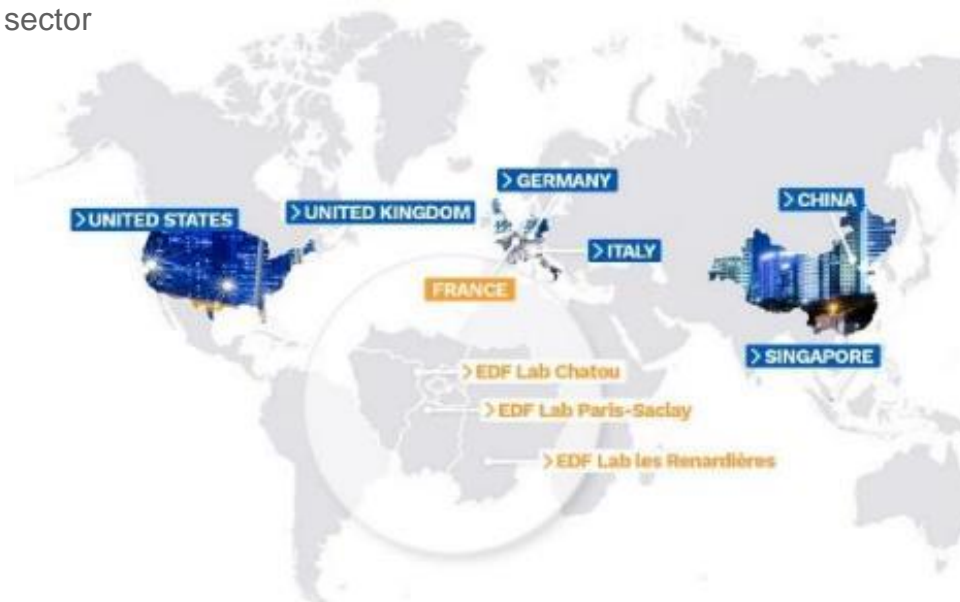 sector
> GERMANY
> CHINA
> UNITED STATES
> UNITED KINGDOM
> ITALY
FRANCE
> SINGAPORE
> EDF Lab Chatou
> EDF Lab Paris-Saclay
> EDF Lab les Renardières